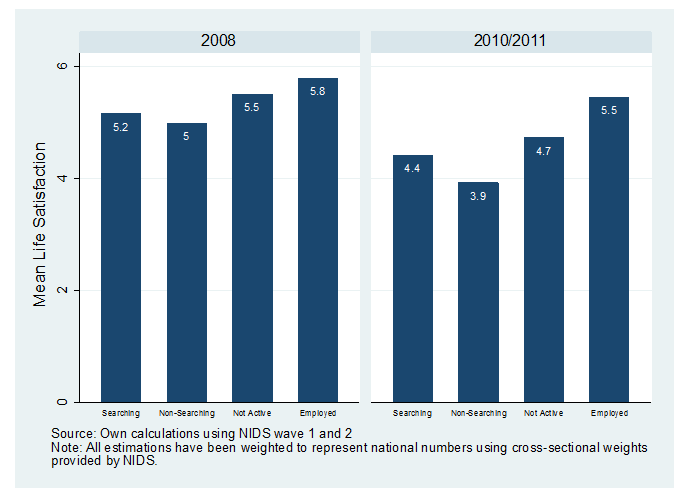 2008
2010/2011
Mean Life Satisfaction
6
4
2
0
5.2
5
5.5
5.8
4.4
3.9
4.7
5.5
Searching Non-Searching Not Active Employed
Searching Non-Searching Not Active Employed
Source: Own calculations using NIDS wave 1 and 2
Note: All estimations have been weighted to represent national numbers using cross-sectional weights
provided by NIDS.